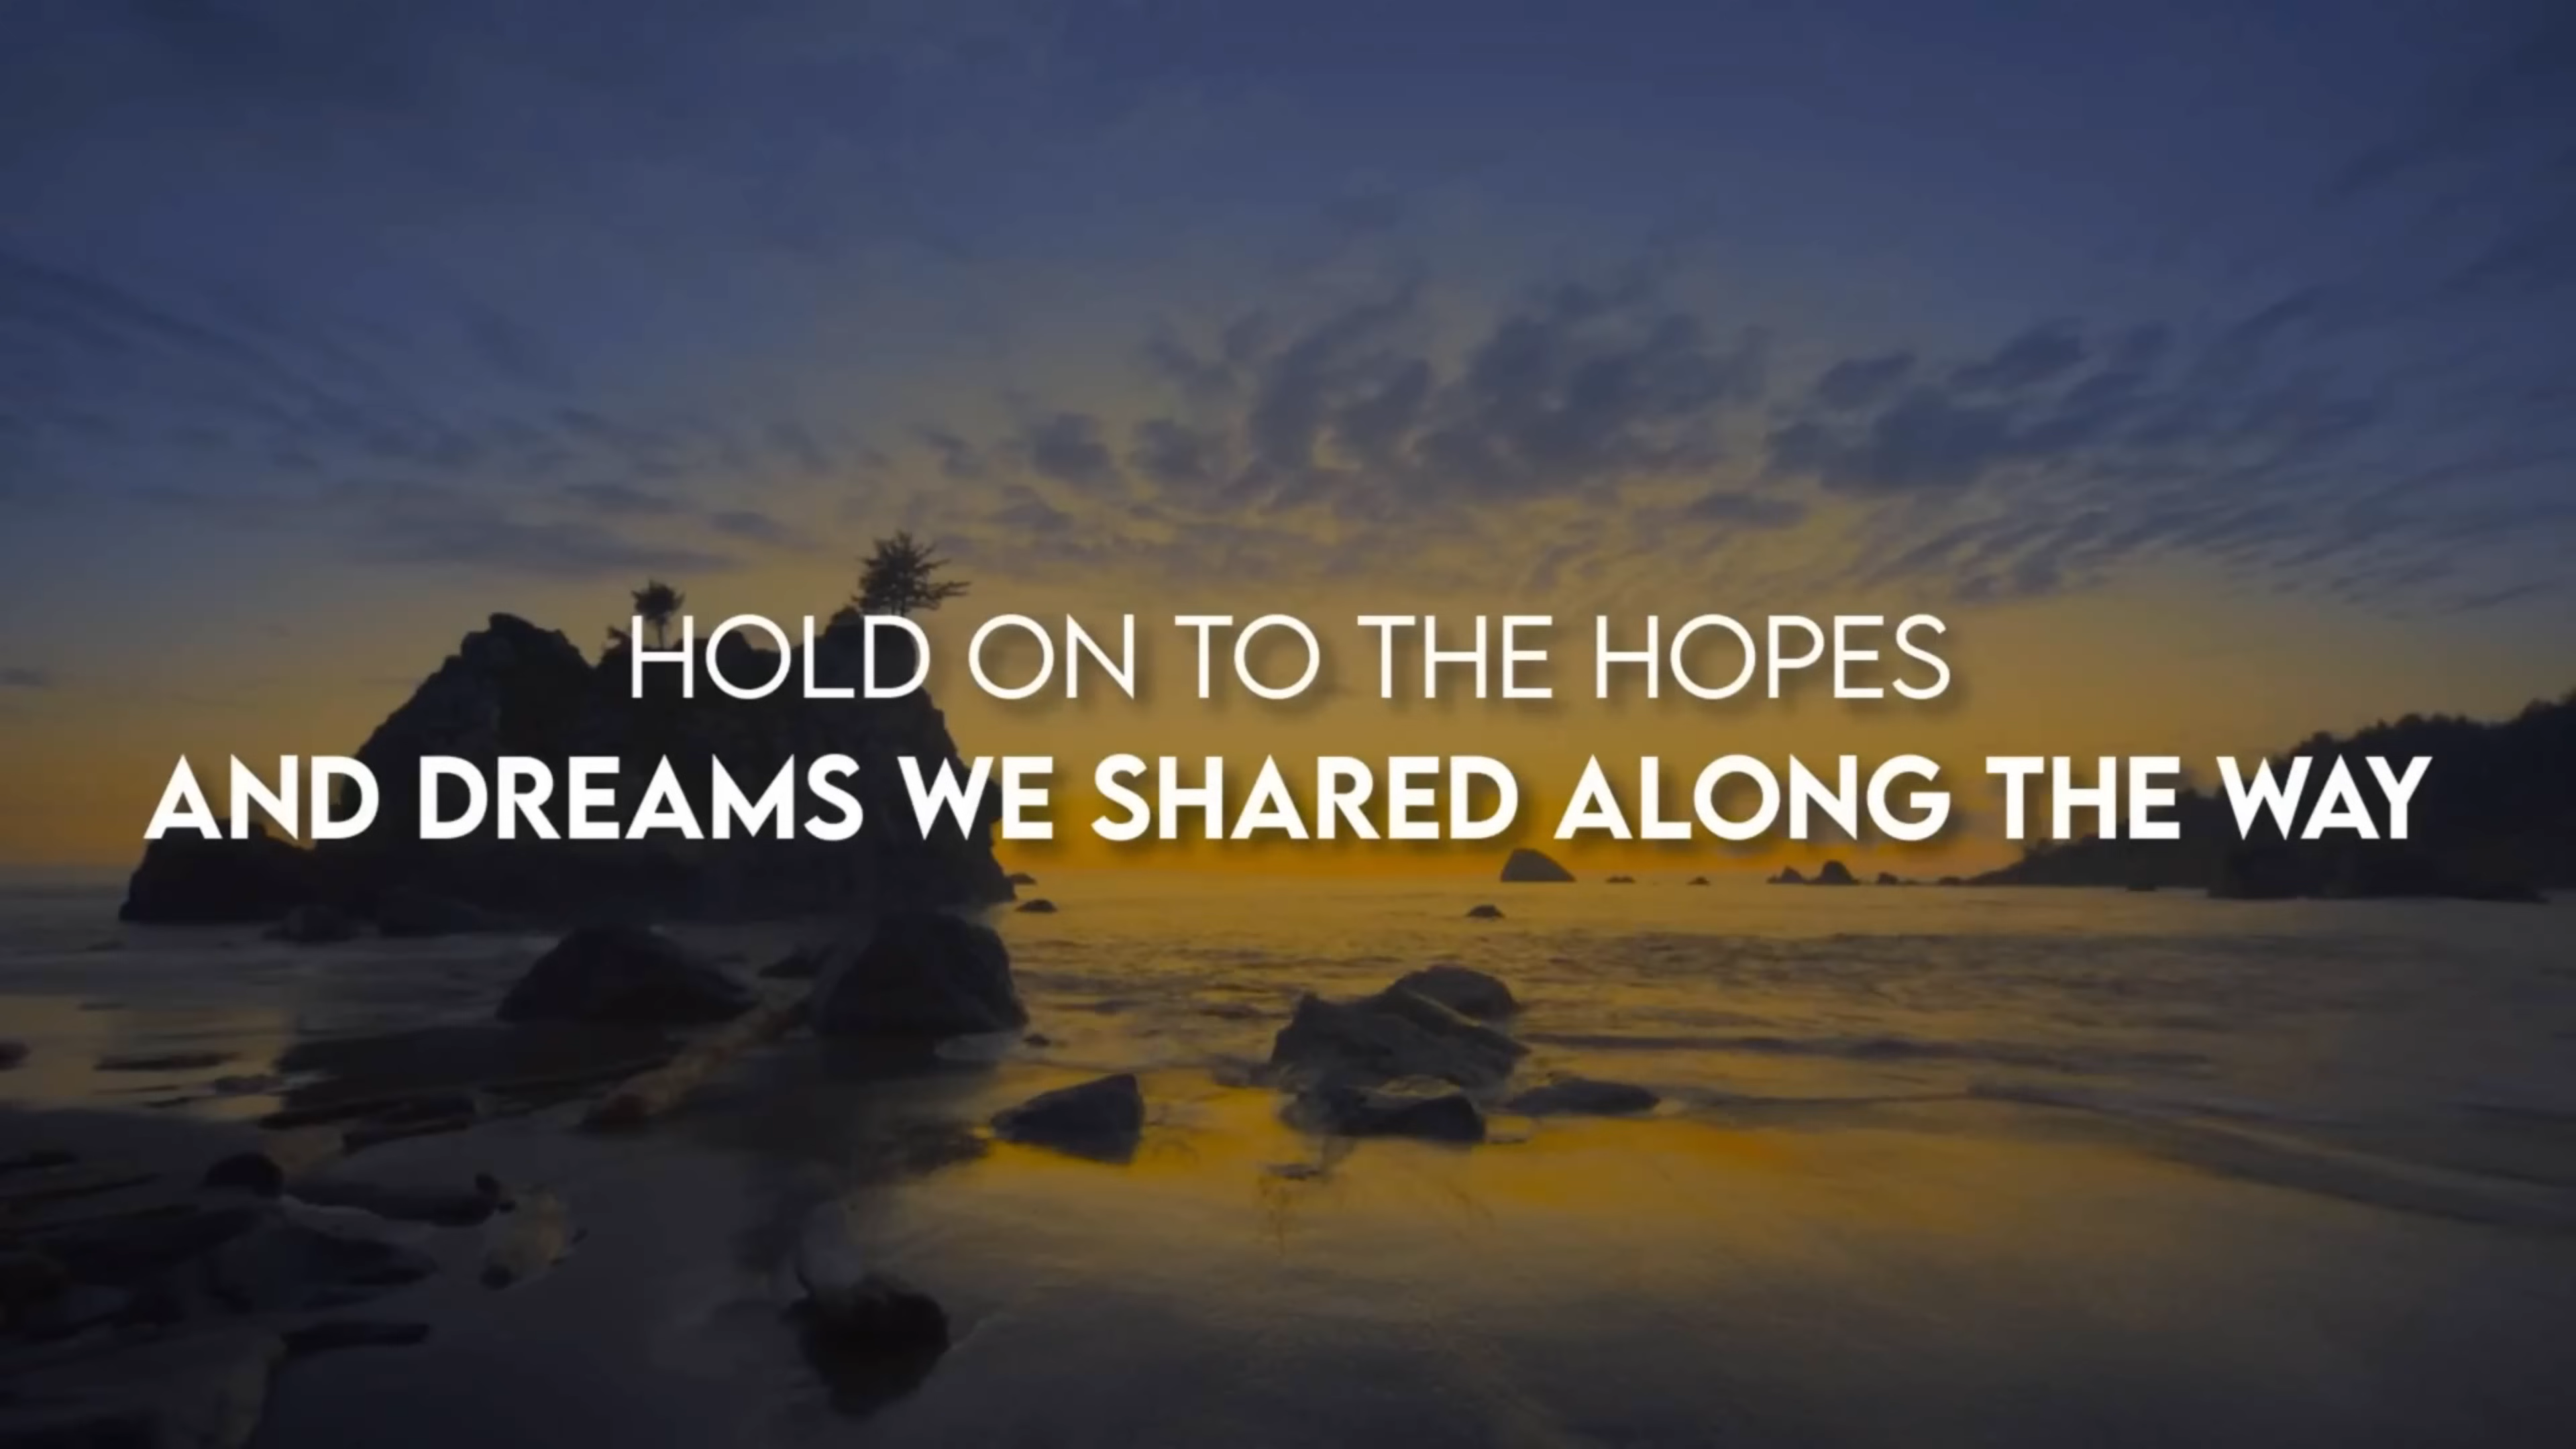 HOLD ON TO THE HOPES
AND DREAMS WE SHARED ALONG THE WAY